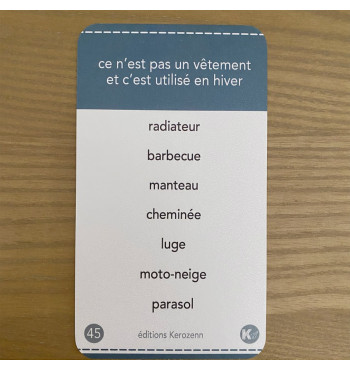 ce n'est pas un vêtement
et c'est utilisé en hiver
radiateur
barbecue
manteau
cheminée
luge
moto-neige
parasol
45
éditions Kerozenn
K